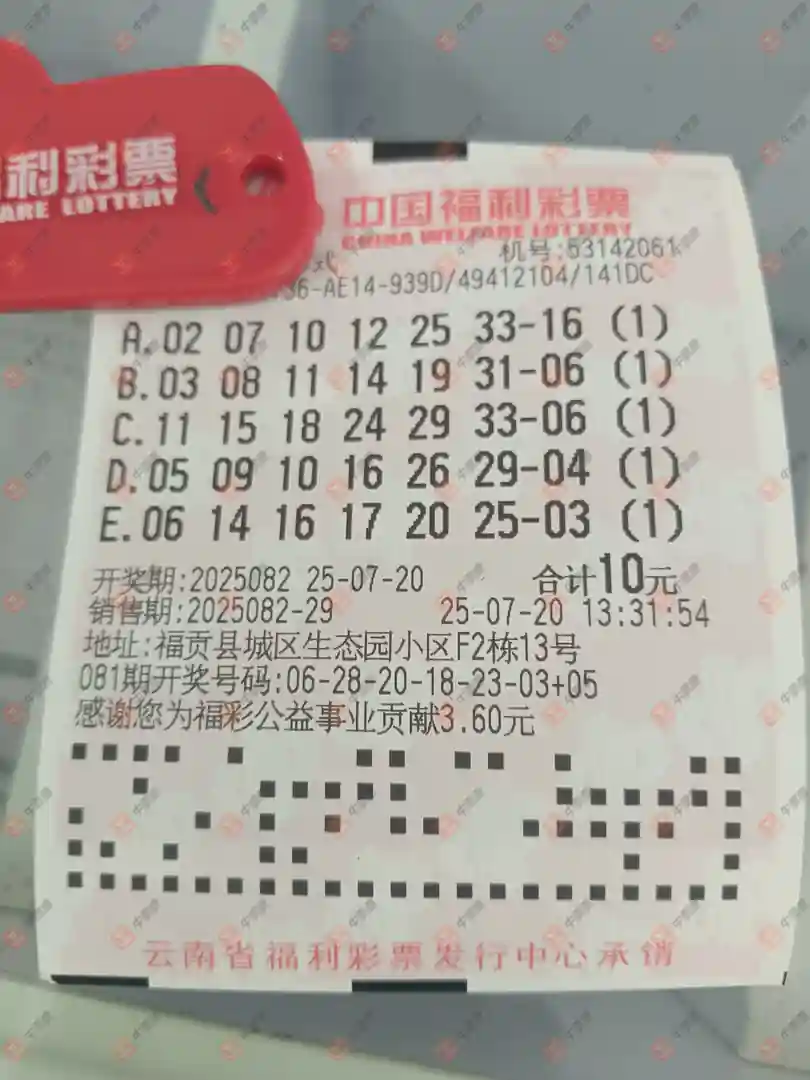 利彩票
ARE LOTTERY
中国福利彩票
CHINA WELFARE LOTTERY
机号:53142061
36-AE14-939D/49412104/141DC
A.02 07 10 12 25 33-16 (1)
B.03 08 11 14 19 31-06 (1)
C.11 15 18 24 29 33-06 (1)
D.05 09 10 16 26 29-04 (1)
E.06 14 16 17 20 25-03 (1)
开奖期:2025082 25-07-20 合计10元
销售期:2025082-29 25-07-20 13:31:54
地址:福贡县城区生态园小区F2栋13号
081期开奖号码:06-28-20-18-23-03+05
感谢您为福彩公益事业贡献3.60元
云南省福利彩票发行中心承销